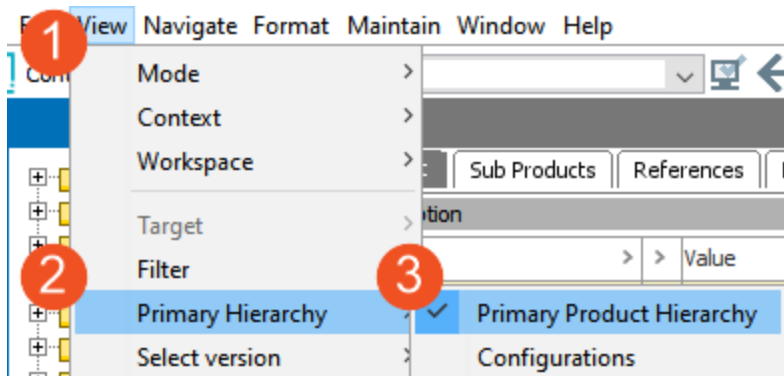 View Navigate Format Maintain Window Help
1
Mode
Context
Workspace
Sub Products References
Target
Filter
Value
2
3
Primary Hierarchy
Primary Product Hierarchy
Select version
Configurations